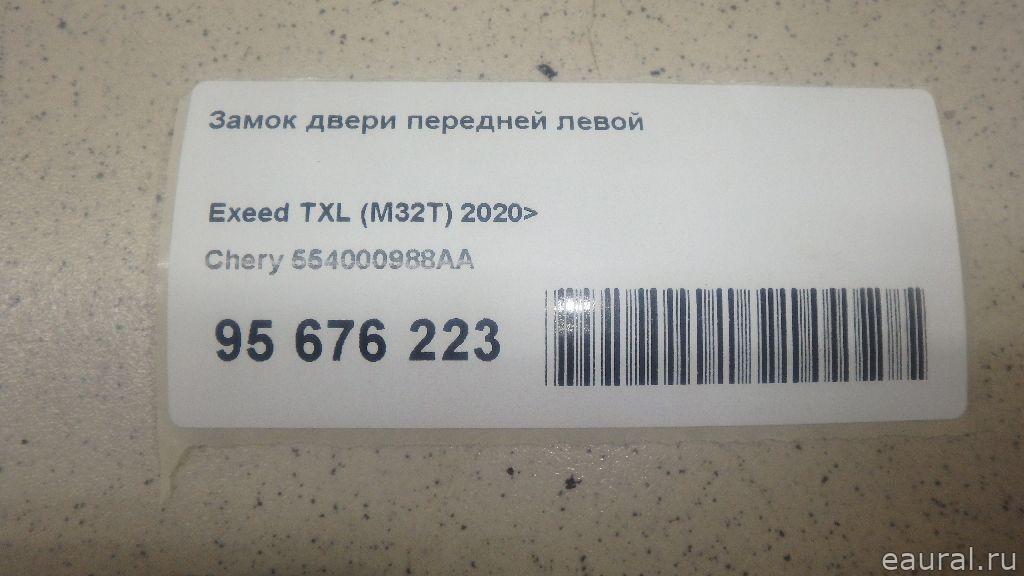 Замок двери передней левой
Exeed TXL (M32T) 2020>
Chery 554000988AA
95 676 223
eaural.ru